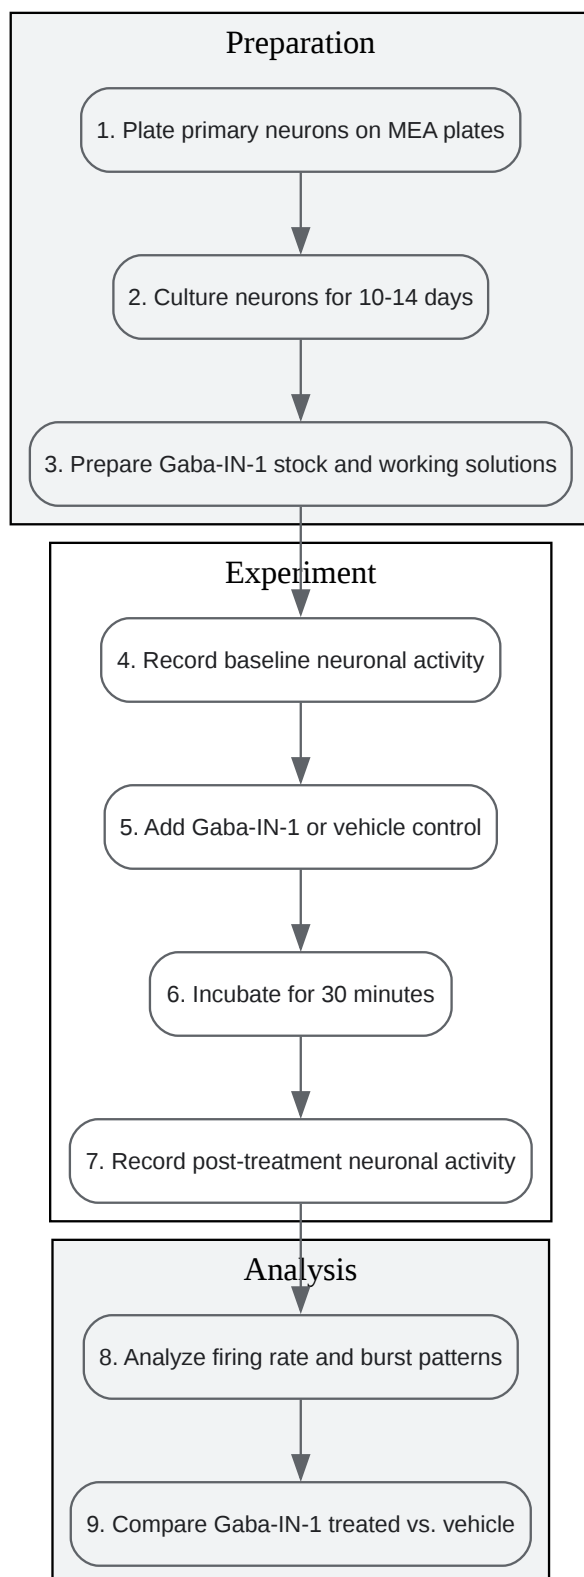 Preparation
1. Plate primary neurons on MEA plates
2. Culture neurons for 10-14 days
3. Prepare Gaba-IN-1 stock and working solutions
Experiment
4. Record baseline neuronal activity
5. Add Gaba-IN-1 or vehicle control
6. Incubate for 30 minutes
7. Record post-treatment neuronal activity
Analysis
8. Analyze firing rate and burst patterns
9. Compare Gaba-IN-1 treated vs. vehicle